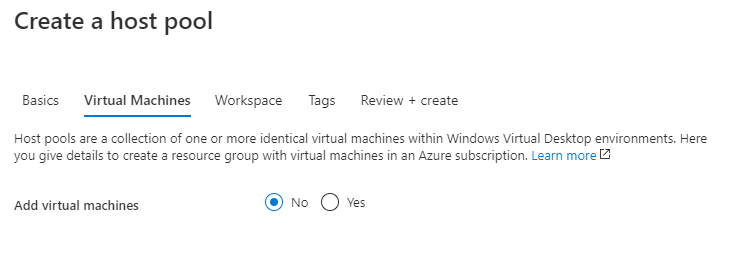 Create a host pool
Basics Virtual Machines Workspace Tags Review + create
Host pools are a collection of one or more identical virtual machines within Windows Virtual Desktop environments. Here
you give details to create a resource group with virtual machines in an Azure subscription. Learn more
Add virtual machines No Yes